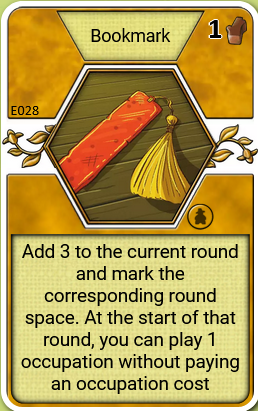 Bookmark
1
E028
Add 3 to the current round
and mark the
corresponding round
space. At the start of that
round, you can play 1
occupation without paying
an occupation cost